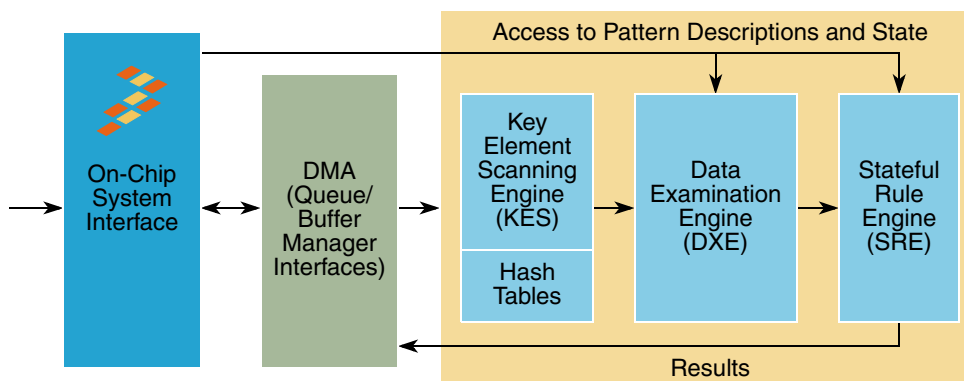 Access to Pattern Descriptions and State
On-Chip
System
Interface
DMA
(Queue/
Buffer
Manager
Interfaces)
Key
Element
Scanning
Engine
(KES)
Hash
Tables
Data
Examination
Engine
(DXE)
Stateful
Rule
Engine
(SRE)
Results